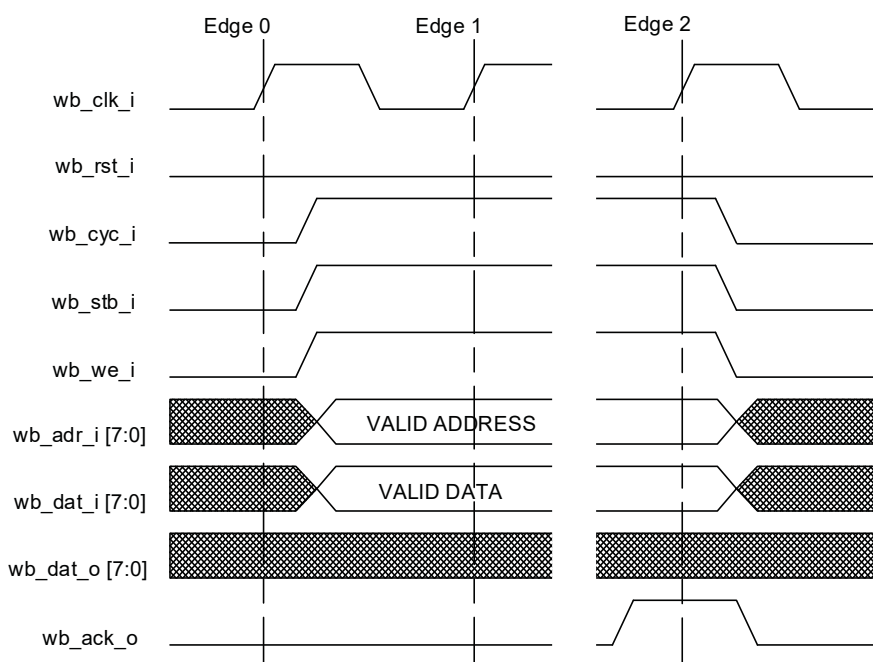 Edge 0 Edge 1 Edge 2
wb_clk_i
wb_rst_i
wb_cyc_i
wb_stb_i
wb_we_i
wb_adr_i [7:0] VALID ADDRESS
wb_dat_i [7:0] VALID DATA
wb_dat_o [7:0]
wb_ack_o